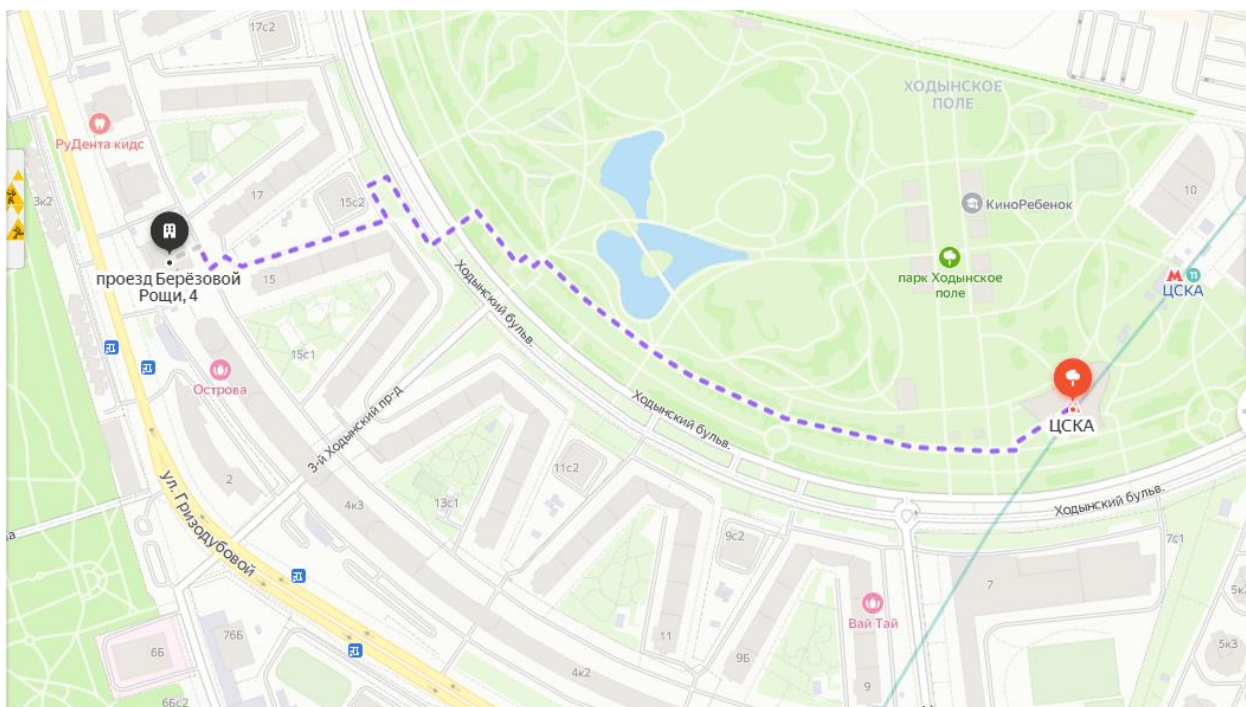 17с2
ХОДЫНСКОЕ
ПОЛЕ
РуДента кидс
3к2
17
15с2
10
КиноРебенок
проезд Берёзовой
Рощи, 4
15
Ходынский бульв.
парк Ходынское
поле
М 11
ЦСКА
15с1
Острова
3-й Ходынский пр-д
Ходынский бульв.
ЦСКА
2
11с2
4к3
13с1
Ходынский бульв.
ул. Гризодубовой
9с2
7с1
7
5к2
Вай Тай
76Б
11
6Б
9Б
4к2
9
5к3
6Бс2